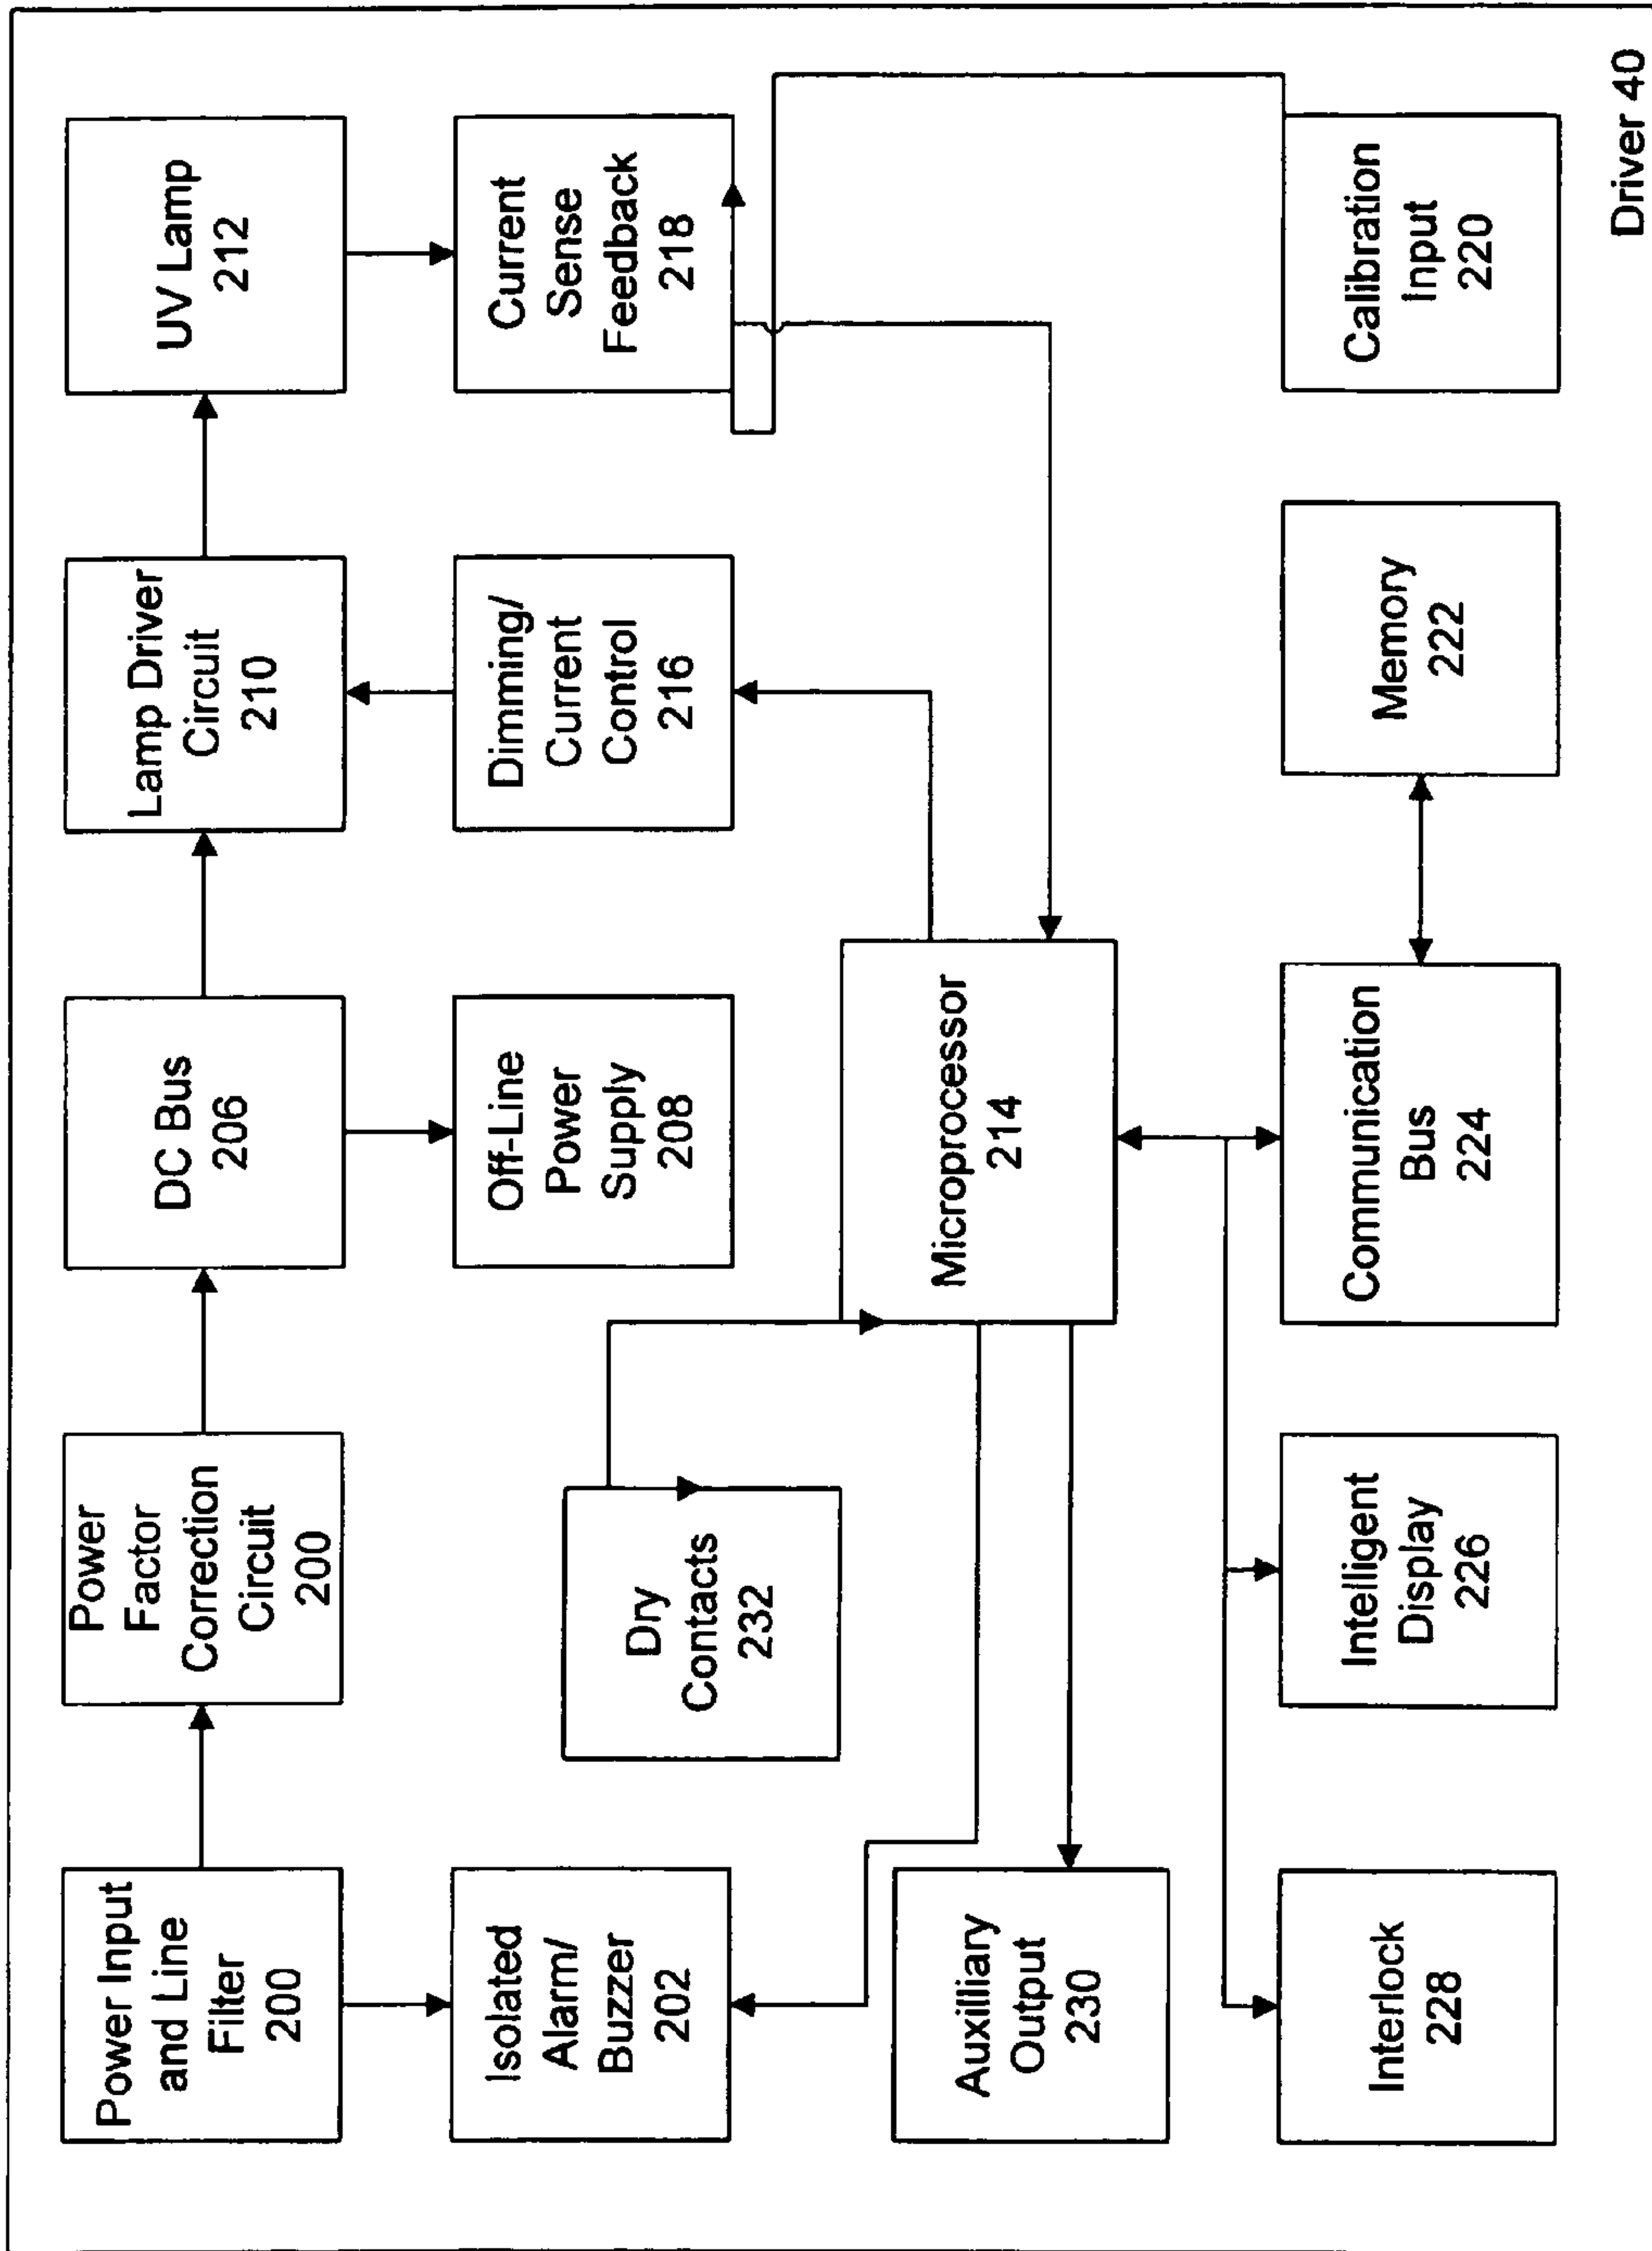 Power Input
and Line
Filter
200
Power
Factor
Correction
Circuit
200
DC Bus
206
Lamp Driver
Circuit
210
UV Lamp
212
Isolated
Alarm/
Buzzer
202
Off-Line
Power
Supply
208
Dimming/
Current
Control
216
Current
Sense
Feedback
218
Dry
Contacts
232
Microprocessor
214
Auxilliary
Output
230
Interlock
228
Intelligent
Display
226
Communication
Bus
224
Memory
222
Calibration
Input
220
Driver 40